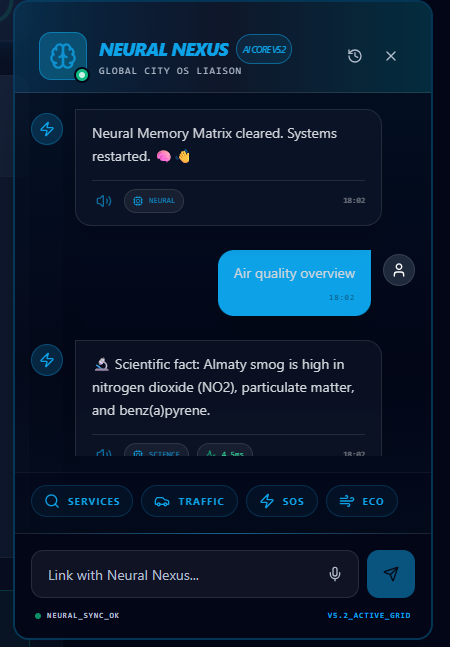 NEURAL NEXUS
AI CORE V5.2
GLOBAL CITY OS LIAISON
Neural Memory Matrix cleared. Systems
restarted. 🧠 👋
NEURAL
18:02
Air quality overview
18:02
🔬 Scientific fact: Almaty smog is high in
nitrogen dioxide (NO2), particulate matter,
and benz(a)pyrene.
SCIENCE
4.5ms
18:02
SERVICES
TRAFFIC
SOS
ECO
Link with Neural Nexus...
NEURAL_SYNC_OK
V5.2_ACTIVE_GRID